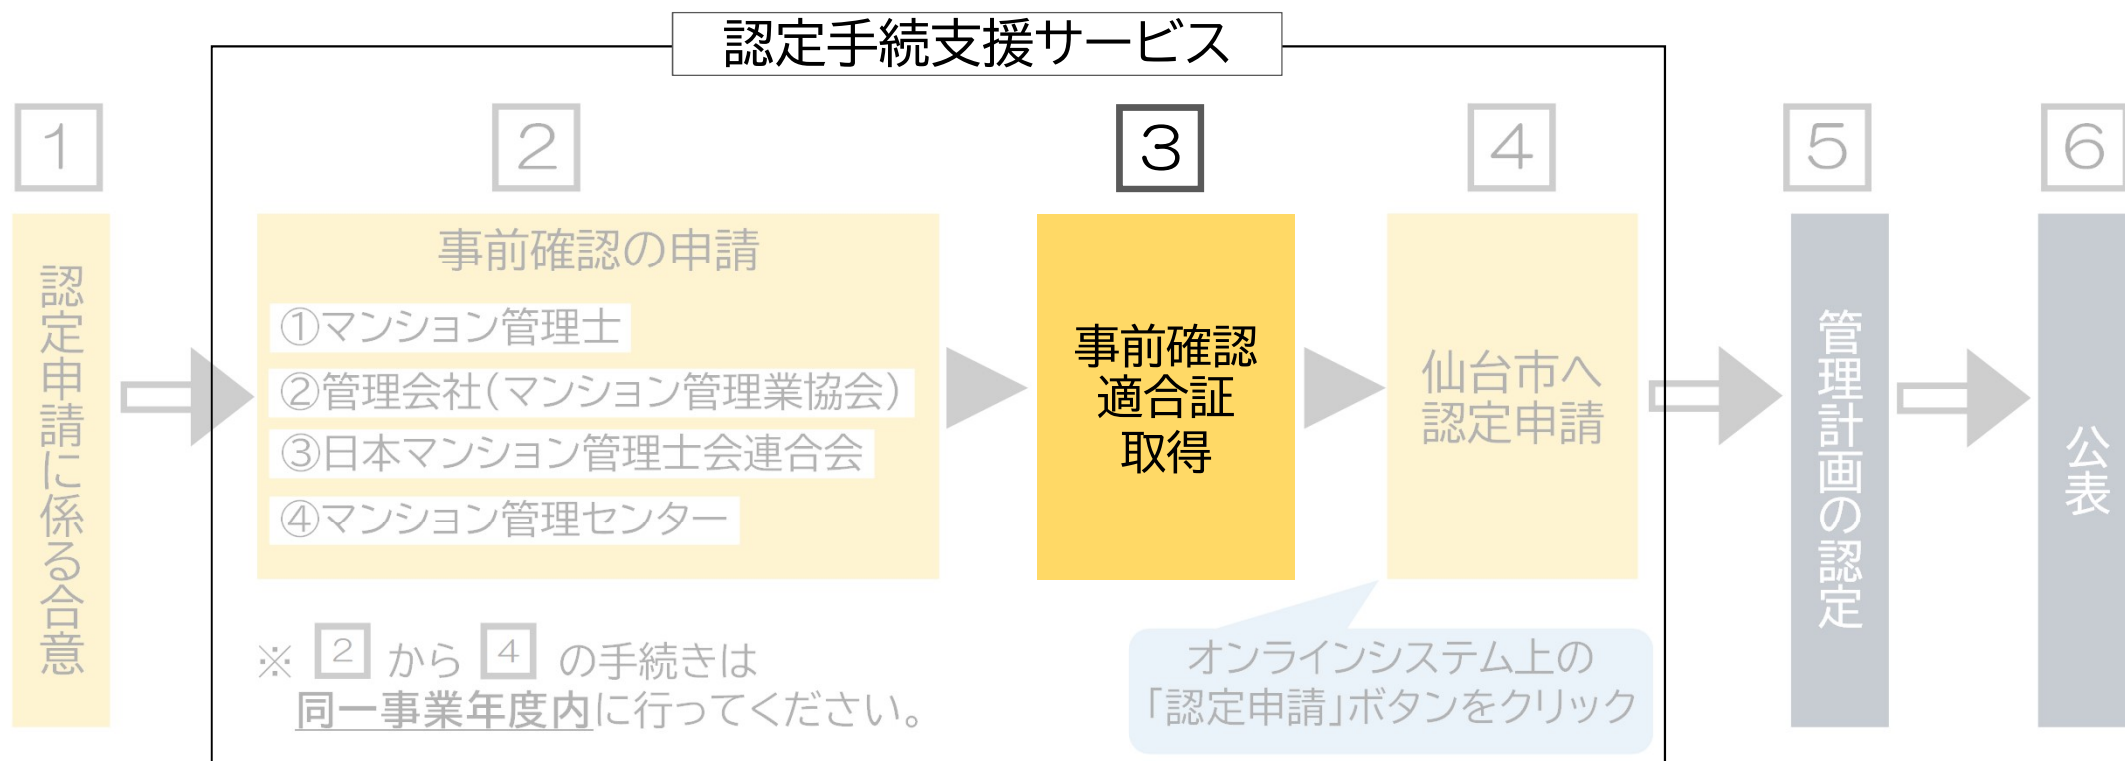 認定手続支援サービス
1
認定申請に係る合意
2
事前確認の申請
①マンション管理士
②管理会社(マンション管理業協会)
③日本マンション管理士会連合会
④マンション管理センター
3
事前確認
適合証
取得
4
仙台市へ
認定申請
5
管理計画の認定
6
公表
※ 2 から 4 の手続きは
同一事業年度内に行ってください。
オンラインシステム上の
「認定申請」ボタンをクリック